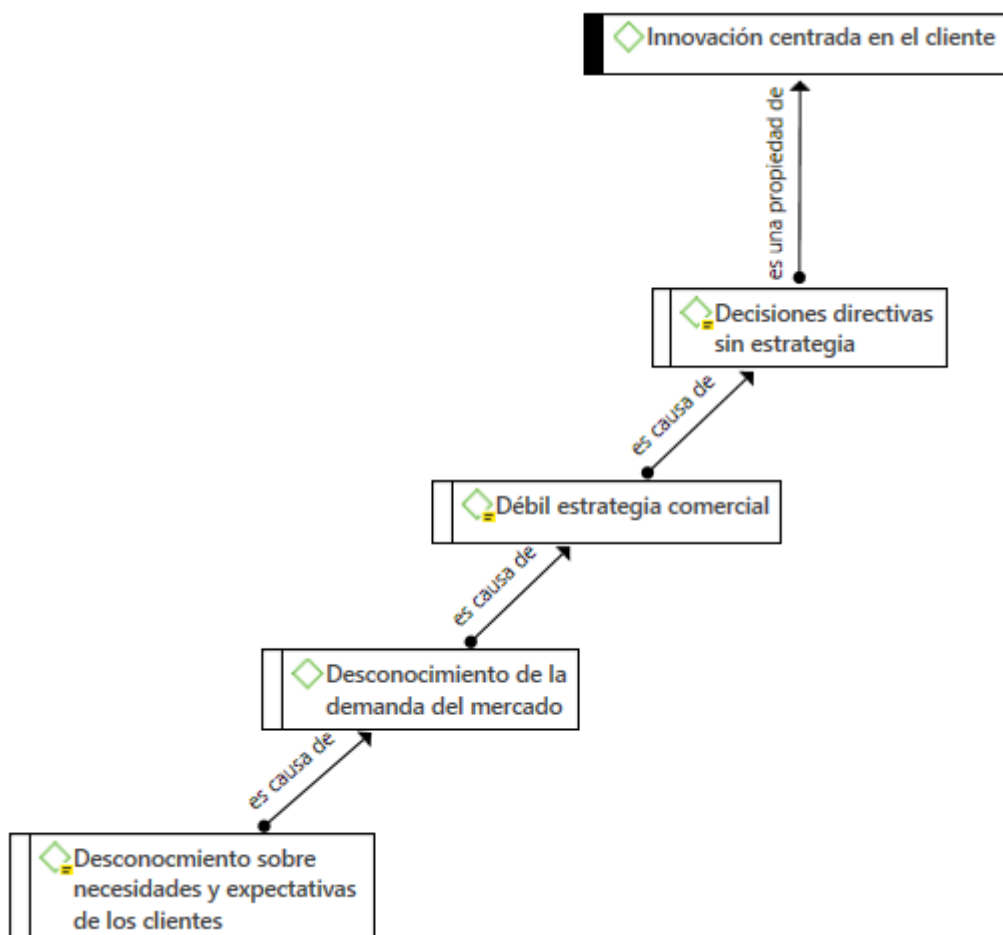 Innovación centrada en el cliente
es una propiedad de
Decisiones directivas
sin estrategia
es causa de
Débil estrategia comercial
es causa de
Desconocimiento de la
demanda del mercado
es causa de
Desconocmiento sobre
necesidades y expectativas
de los clientes